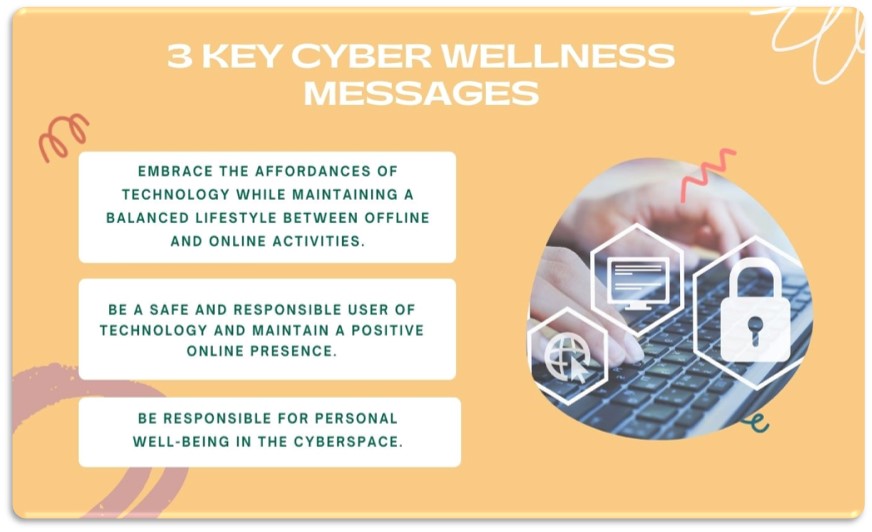 3 KEY CYBER WELLNESS
MESSAGES
EMBRACE THE AFFORDANCES OF
TECHNOLOGY WHILE MAINTAINING A
BALANCED LIFESTYLE BETWEEN OFFLINE
AND ONLINE ACTIVITIES.
BE A SAFE AND RESPONSIBLE USER OF
TECHNOLOGY AND MAINTAIN A POSITIVE
ONLINE PRESENCE.
BE RESPONSIBLE FOR PERSONAL
WELL-BEING IN THE CYBERSPACE.